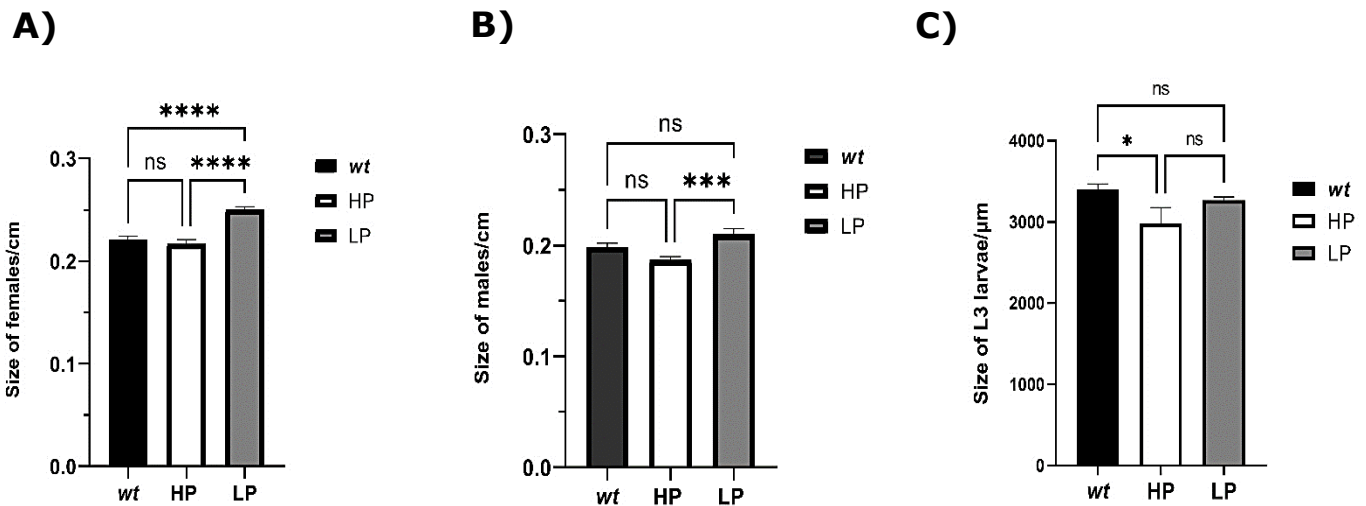 A)
Size of females/cm
0.3
0.2
0.1
0.0
****
ns
****
wt
HP
LP
wt
HP
LP
B)
Size of males/cm
0.3
0.2
0.1
0.0
ns
ns
***
wt
HP
LP
wt
HP
LP
C)
Size of L3 larvae/µm
4000
3000
2000
1000
0
ns
*
ns
wt
HP
LP
wt
HP
LP